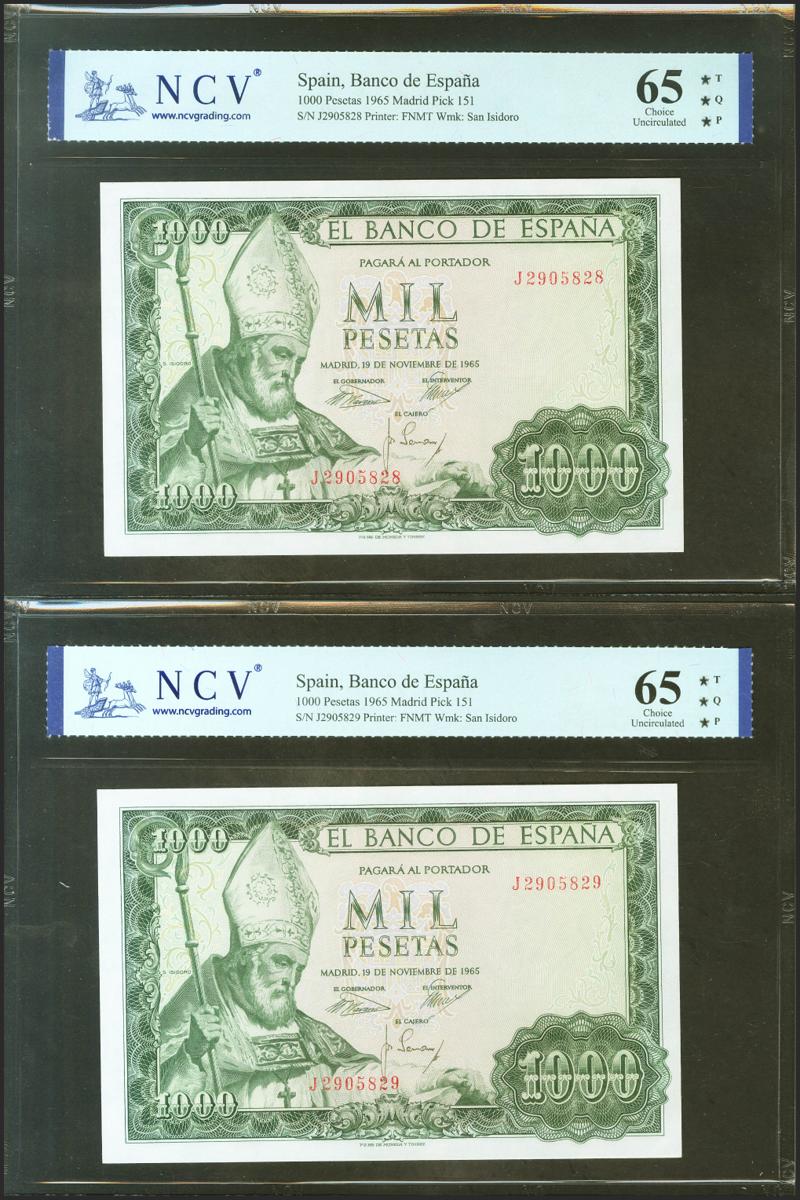 NCV®
www.ncvgrading.com
Spain, Banco de España
1000 Pesetas 1965 Madrid Pick 151
S/N J2905828 Printer: FNMT Wmk: San Isidoro
65
Choice
Uncirculated
★ T
★ Q
★ P
1000
EL BANCO DE ESPAÑA
PAGARÁ AL PORTADOR
J2905828
MIL
PESETAS
S. ISIDORO
MADRID, 19 DE NOVIEMBRE DE 1965
EL GOBERNADOR
EL INTERVENTOR
EL CAJERO
J2905828
1000
1000
NCV
NCV
NCV
NCV®
www.ncvgrading.com
Spain, Banco de España
1000 Pesetas 1965 Madrid Pick 151
S/N J2905829 Printer: FNMT Wmk: San Isidoro
65
Choice
Uncirculated
★ T
★ Q
★ P
1000
EL BANCO DE ESPAÑA
PAGARÁ AL PORTADOR
J2905829
MIL
PESETAS
S. ISIDORO
MADRID, 19 DE NOVIEMBRE DE 1965
EL GOBERNADOR
EL INTERVENTOR
EL CAJERO
J2905829
1000
1000
NCV
NCV